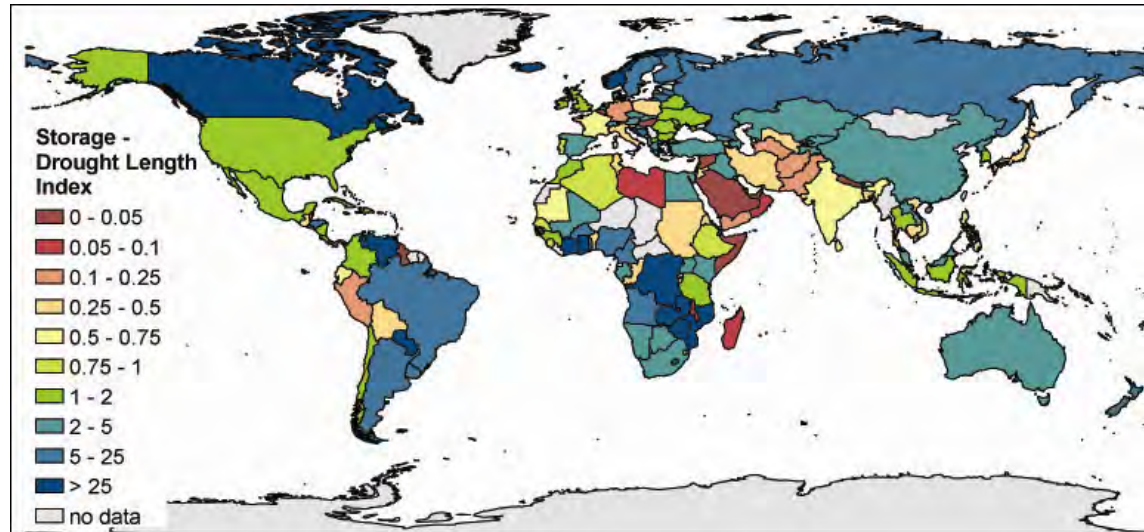 Storage -
Drought Length
Index
0 - 0.05
0.05 - 0.1
0.1 - 0.25
0.25 - 0.5
0.5 - 0.75
0.75 - 1
1 - 2
2 - 5
5 - 25
> 25
no data